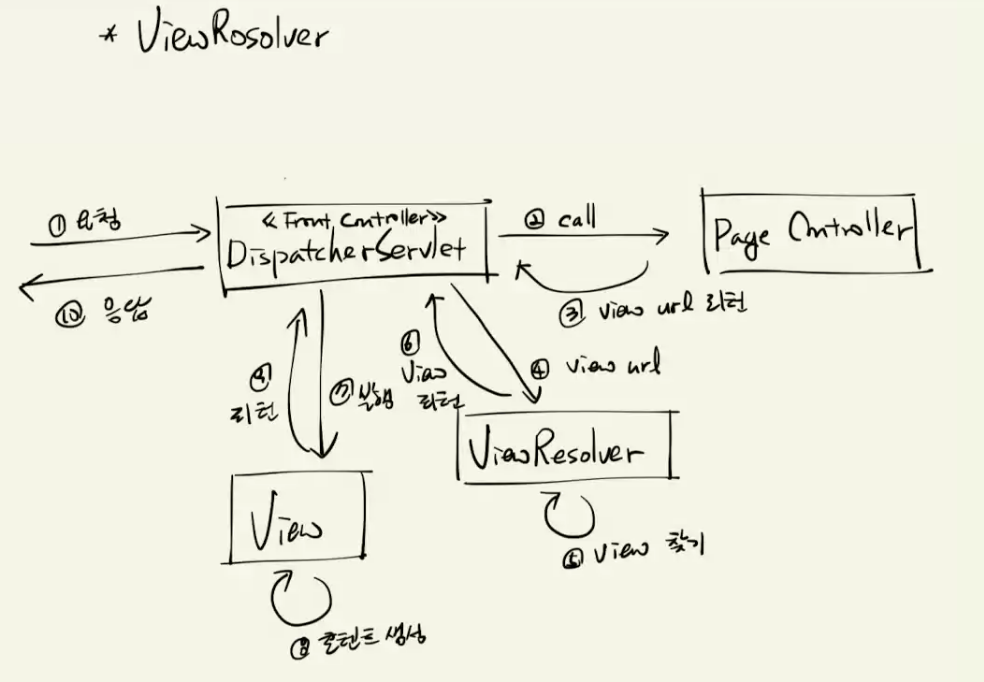 * ViewRosolver
① 요청
≪Front Controller≫
DispatcherServlet
② call
Page Controller
⑩ 응답
③ view url 리턴
⑥
View
리턴
④ view url
⑨
리턴
⑦ 실행
ViewResolver
View
⑤ view 찾기
⑧ 콘텐트 생성